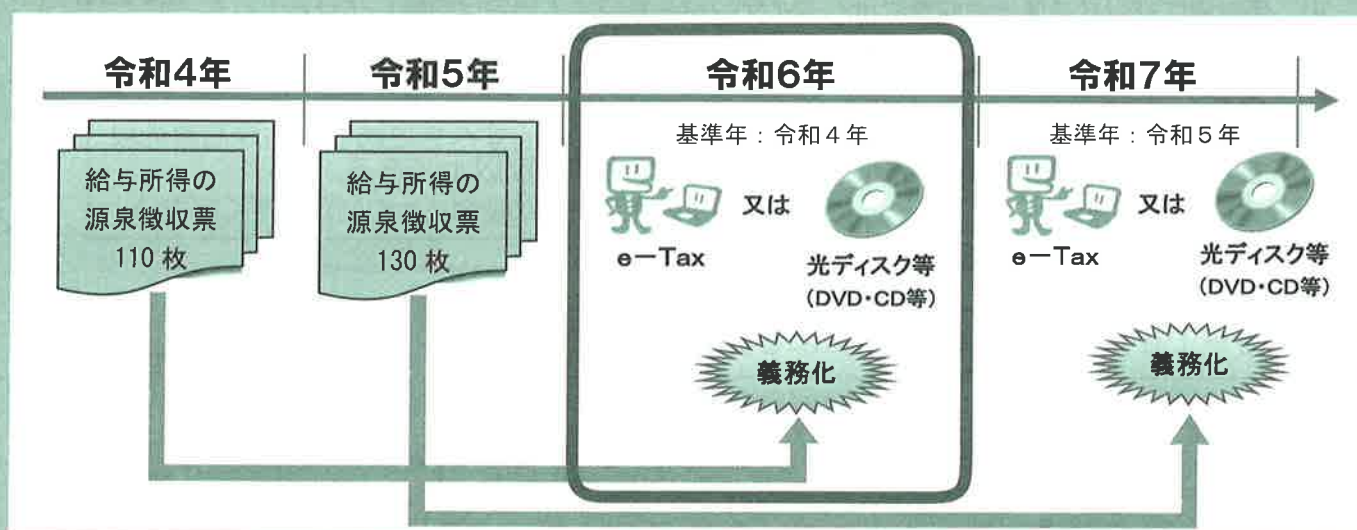 令和4年
令和5年
令和6年
令和7年
給与所得の
源泉徴収票
110枚
給与所得の
源泉徴収票
130枚
基準年：令和4年
e－Tax
又は
光ディスク等
（DVD・CD等）
義務化
基準年：令和5年
e－Tax
又は
光ディスク等
（DVD・CD等）
義務化